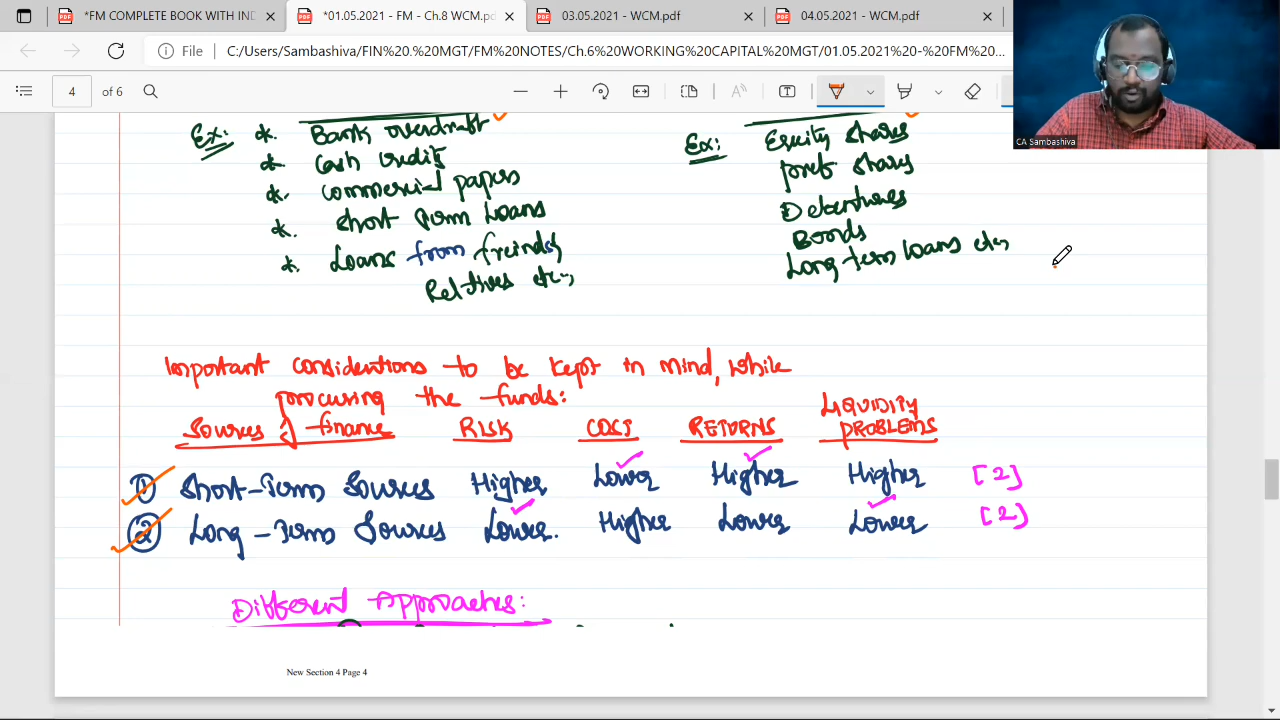 *FM COMPLETE BOOK WITH IND
*01.05.2021 - FM - Ch.8 WCM.pd
03.05.2021 - WCM.pdf
04.05.2021 - WCM.pdf
File C:/Users/Sambashiva/FIN%20.%20MGT/FM%20NOTES/Ch.6%20WORKING%20CAPITAL%20MGT/01.05.2021%20-%20FM%20...
4 of 6
CA Sambashiva
Ex: *. Bank overdraft
*. Cash credit
*. Commercial papers
*. Short Term Loans
*. Loans from freinds
Reltives etc.,
Ex: Equity shares
pref. shares
Debentures
Bonds
Long term loans etc.,
Important considerations to be kept in mind, while
procuring the funds:
Sources of finance RISK COST RETURNS LIQUIDITY PROBLEMS
① Short-Term Sources Higher Lower Higher Higher [2]
② Long-Term Sources Lower. Higher Lower Lower [2]
Different Approaches:
New Section 4 Page 4